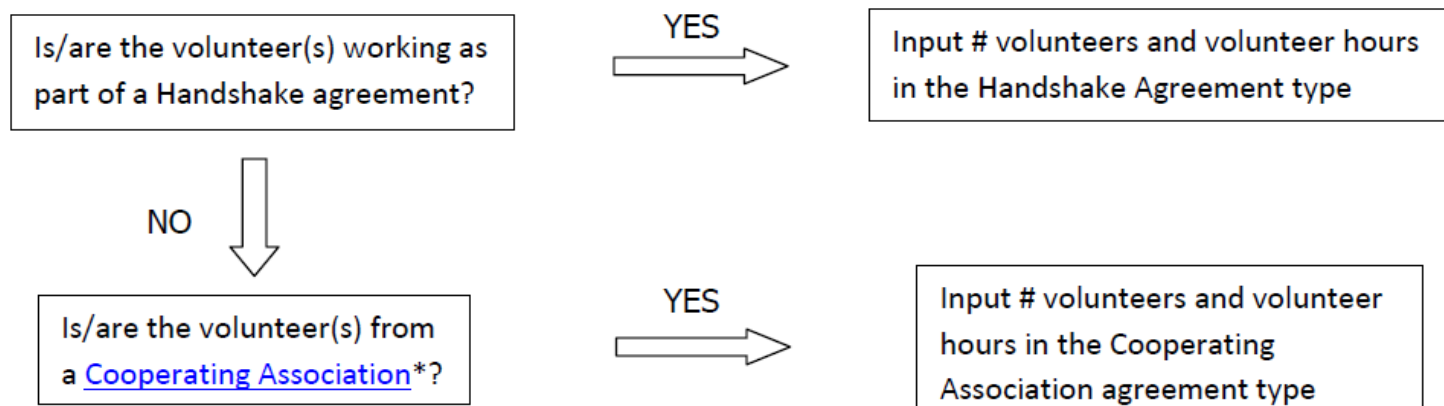 Is/are the volunteer(s) working as
part of a Handshake agreement?
YES
Input # volunteers and volunteer hours
in the Handshake Agreement type
NO
Is/are the volunteer(s) from
a Cooperating Association*?
YES
Input # volunteers and volunteer
hours in the Cooperating
Association agreement type